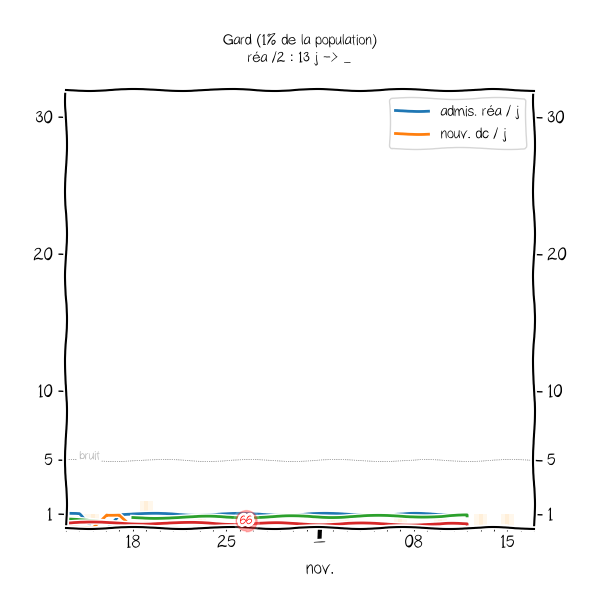 Gard (1% de la population)
réa /2 : 13 j -> _
admis. réa / j
nouv. dc / j
30 30
20 20
10 10
5 bruit 5
66
1 1
18 25 1 08 15
nov.